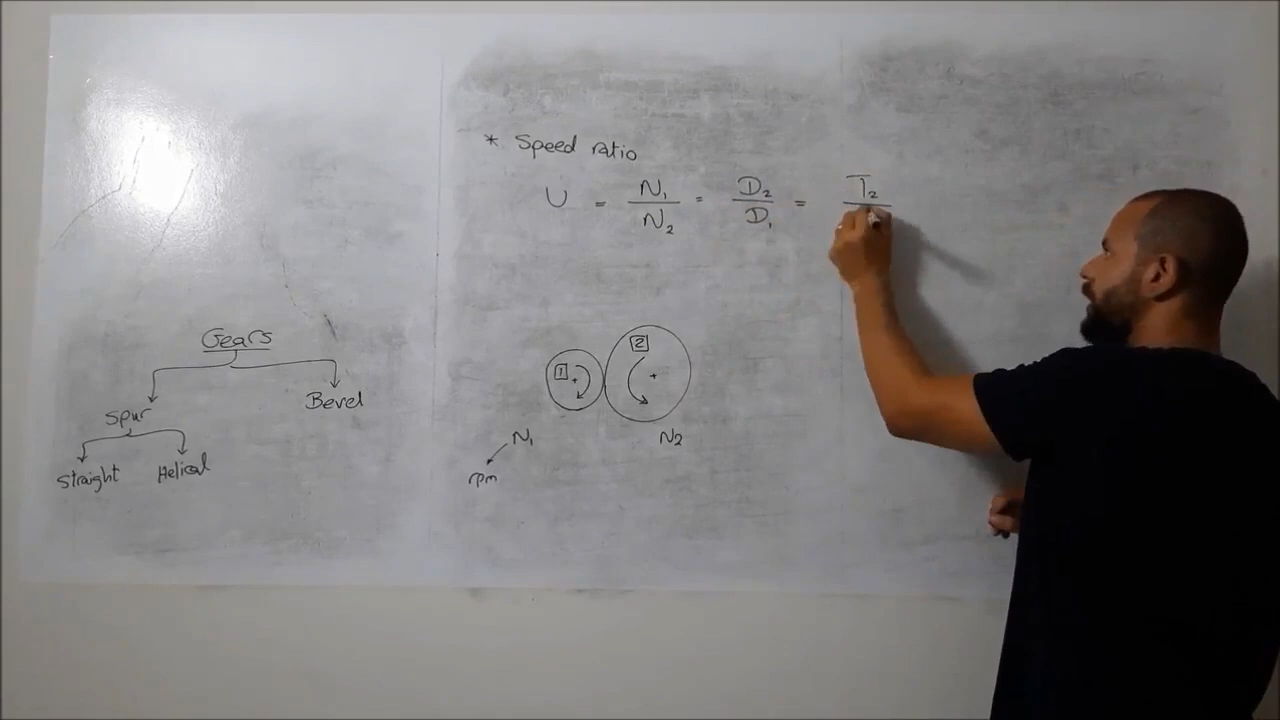 * Speed ratio
U = N₁/N₂ = D₂/D₁ = T₂/
Gears
Spur Bevel
Straight Helical
1 2
N₁ N₂
rpm